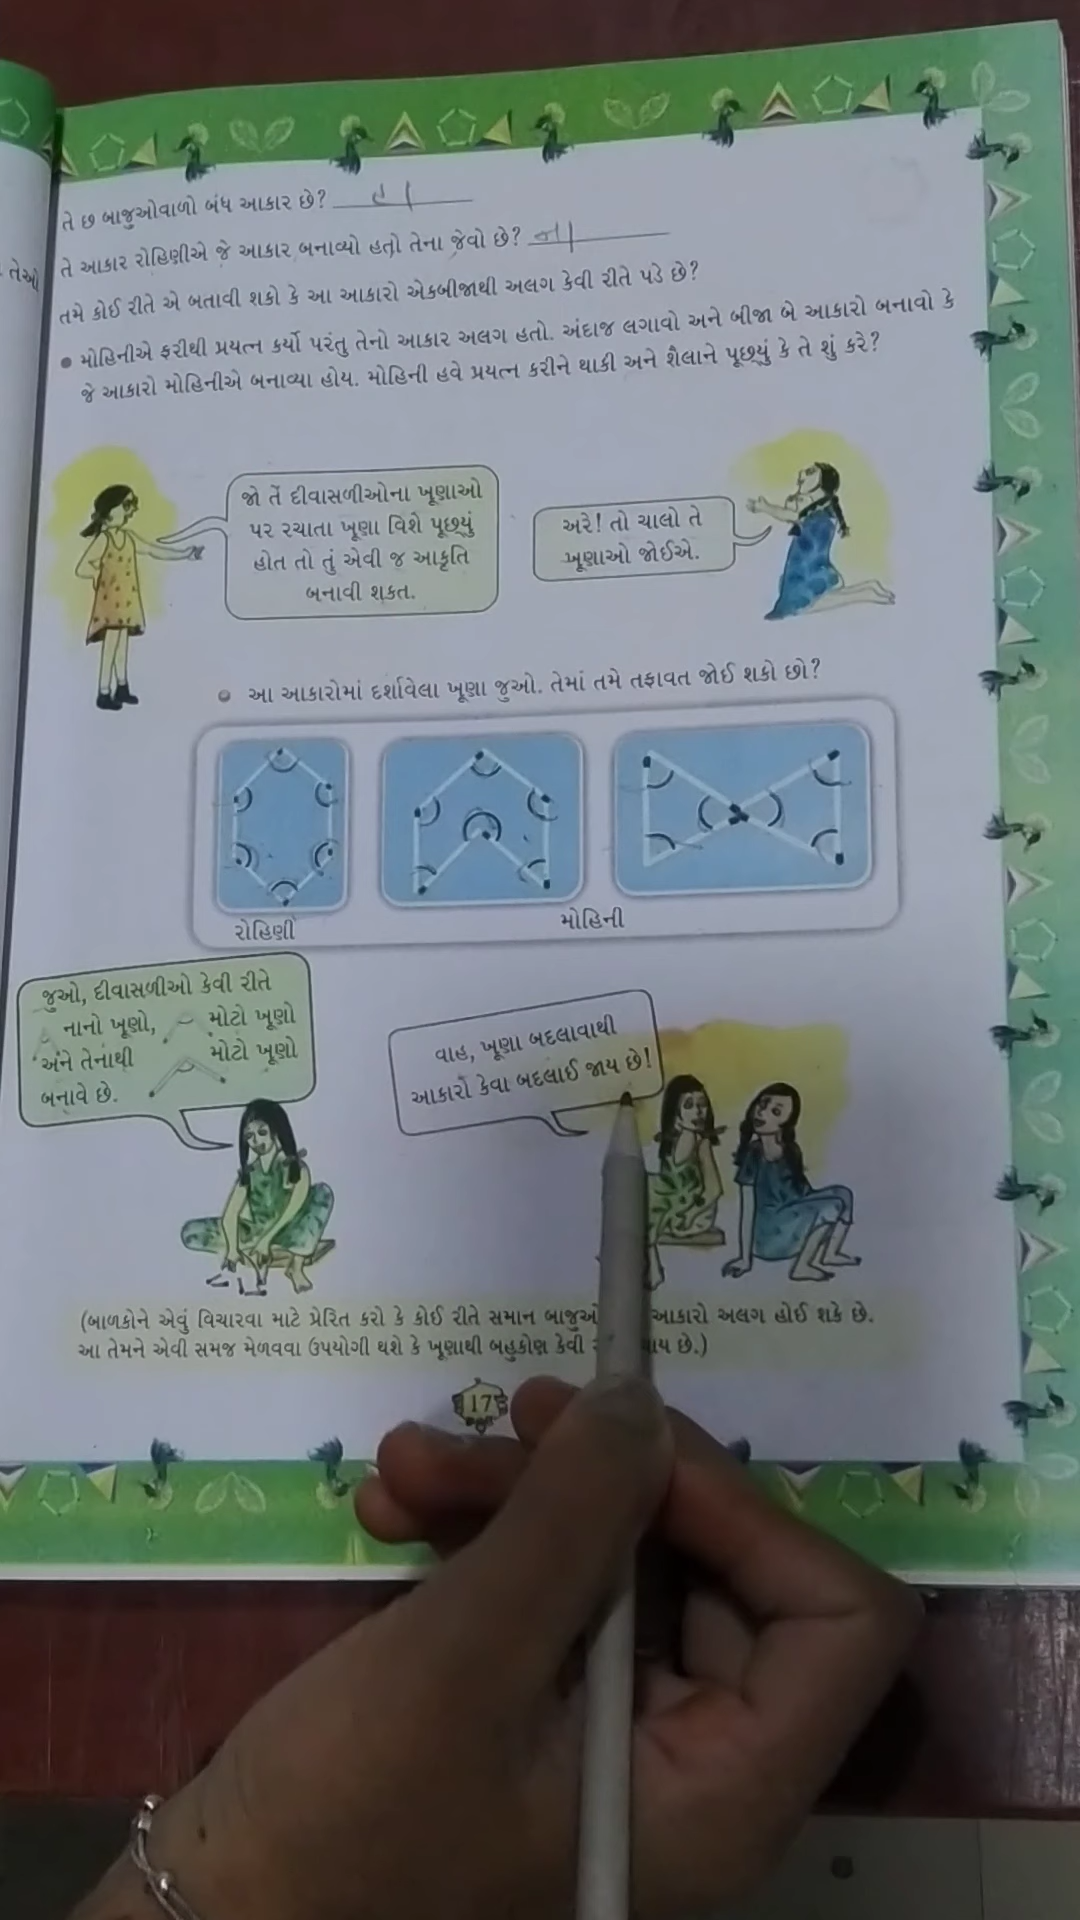 તે છ બાજુઓવાળો બંધ આકાર છે? હા
તે આકાર રોહિણીએ જે આકાર બનાવ્યો હતો તેના જેવો છે? ના
તેઓ
તમે કોઈ રીતે એ બતાવી શકો કે આ આકારો એકબીજાથી અલગ કેવી રીતે પડે છે?
• મોહિનીએ ફરીથી પ્રયત્ન કર્યો પરંતુ તેનો આકાર અલગ હતો. અંદાજ લગાવો અને બીજા બે આકારો બનાવો કે
જે આકારો મોહિનીએ બનાવ્યા હોય. મોહિની હવે પ્રયત્ન કરીને થાકી અને શૈલાને પૂછ્યું કે તે શું કરે?
જો તેં દીવાસળીઓના ખૂણાઓ
પર રચાતા ખૂણા વિશે પૂછ્યું
હોત તો તું એવી જ આકૃતિ
બનાવી શકત.
અરે! તો ચાલો તે
ખૂણાઓ જોઈએ.
• આ આકારોમાં દર્શાવેલા ખૂણા જુઓ. તેમાં તમે તફાવત જોઈ શકો છો?
રોહિણી
મોહિની
જુઓ, દીવાસળીઓ કેવી રીતે
નાનો ખૂણો, મોટો ખૂણો
અને તેનાથી મોટો ખૂણો
બનાવે છે.
વાહ, ખૂણા બદલાવાથી
આકારો કેવા બદલાઈ જાય છે!
(બાળકોને એવું વિચારવા માટે પ્રેરિત કરો કે કોઈ રીતે સમાન આકારો અલગ હોઈ શકે છે.
આ તેમને એવી સમજ મેળવવા ઉપયોગી થશે કે ખૂણાથી બહુકોણ કેવી છે.)
17